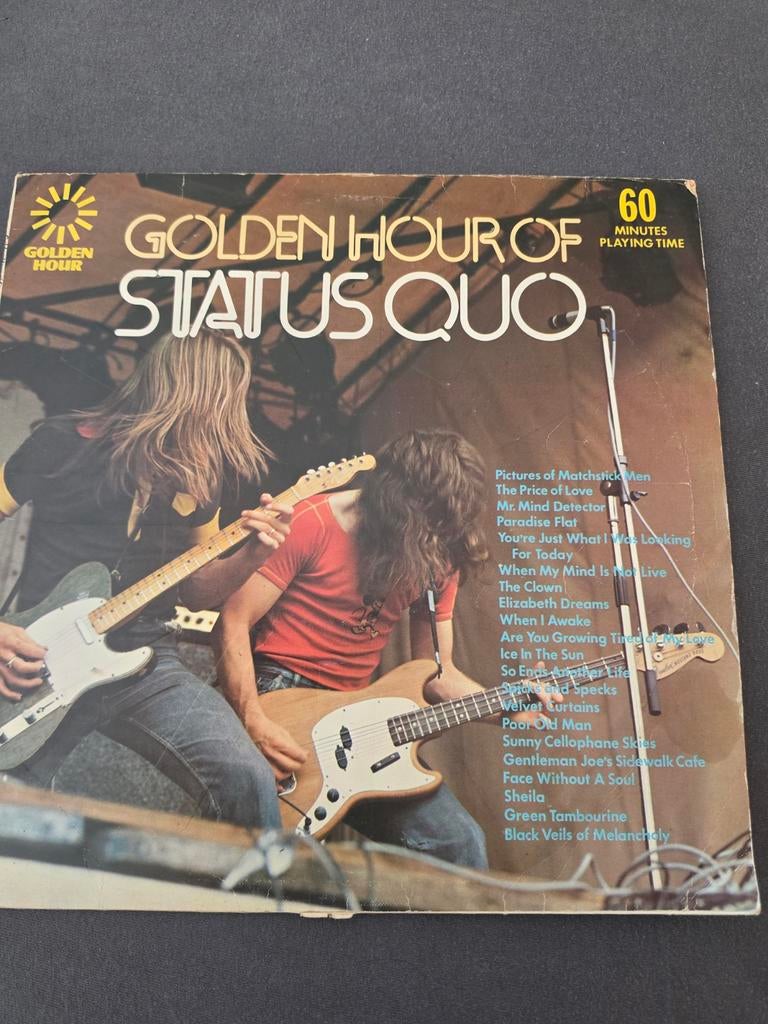 GOLDEN HOUR OF
STATUS QUO
GOLDEN
HOUR
60
MINUTES
PLAYING TIME
Pictures of Matchstick Men
The Price of Love
Mr. Mind Detector
Paradise Flat
You're Just What I Was Looking
For Today
When My Mind Is Not Live
The Clown
Elizabeth Dreams
When I Awake
Are You Growing Tired of My Love
Ice In The Sun
So Ends Another Life
Spicks and Specks
Velvet Curtains
Poor Old Man
Sunny Cellophane Skies
Gentleman Joe's Sidewalk Cafe
Face Without A Soul
Sheila
Green Tambourine
Black Veils of Melancholy